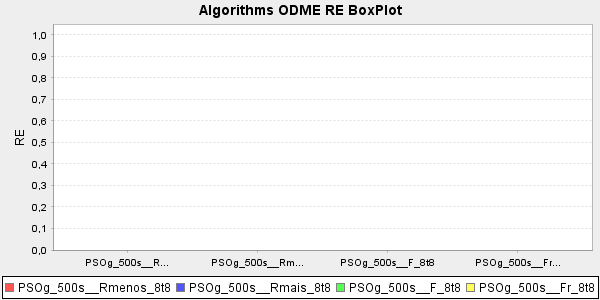 Algorithms ODME RE BoxPlot
RE
1,0
0,9
0,8
0,7
0,6
0,5
0,4
0,3
0,2
0,1
0,0
PSOg_500s__R...
PSOg_500s__Rm...
PSOg_500s__F_8t8
PSOg_500s__Fr...
PSOg_500s__Rmenos_8t8 PSOg_500s__Rmais_8t8 PSOg_500s__F_8t8 PSOg_500s__Fr_8t8